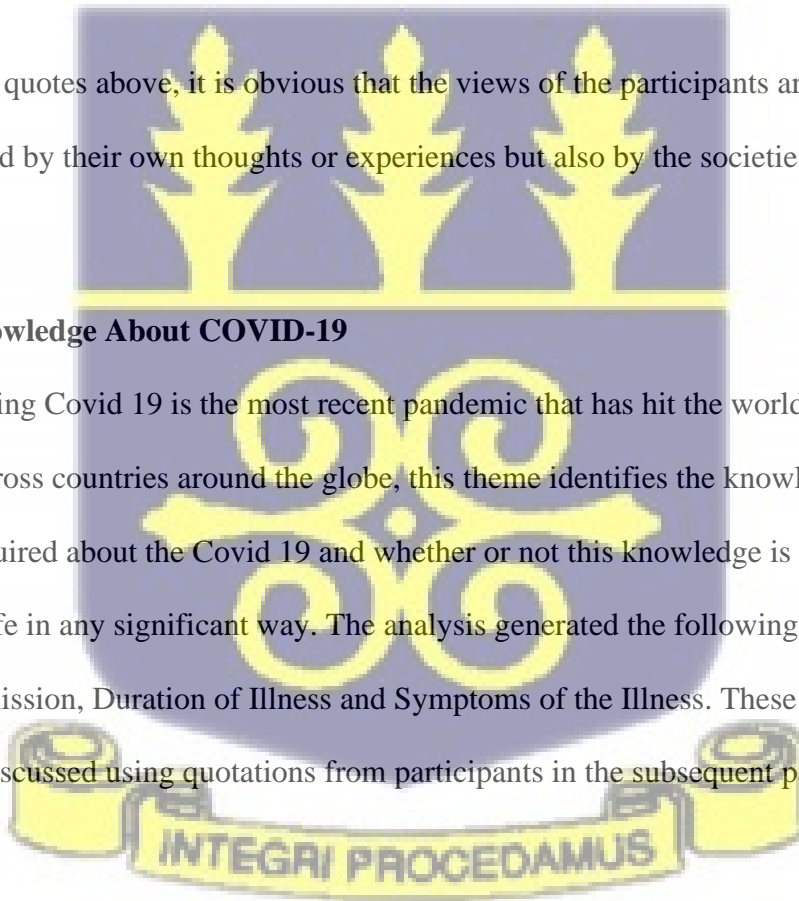 quotes above, it is obvious that the views of the participants ar
d by their own thoughts or experiences but also by the societie
owledge About COVID-19
ing Covid 19 is the most recent pandemic that has hit the world
ross countries around the globe, this theme identifies the knowl
uired about the Covid 19 and whether or not this knowledge is
fe in any significant way. The analysis generated the following
ission, Duration of Illness and Symptoms of the Illness. These
scussed using quotations from participants in the subsequent p
INTEGRI PROCEDAMUS